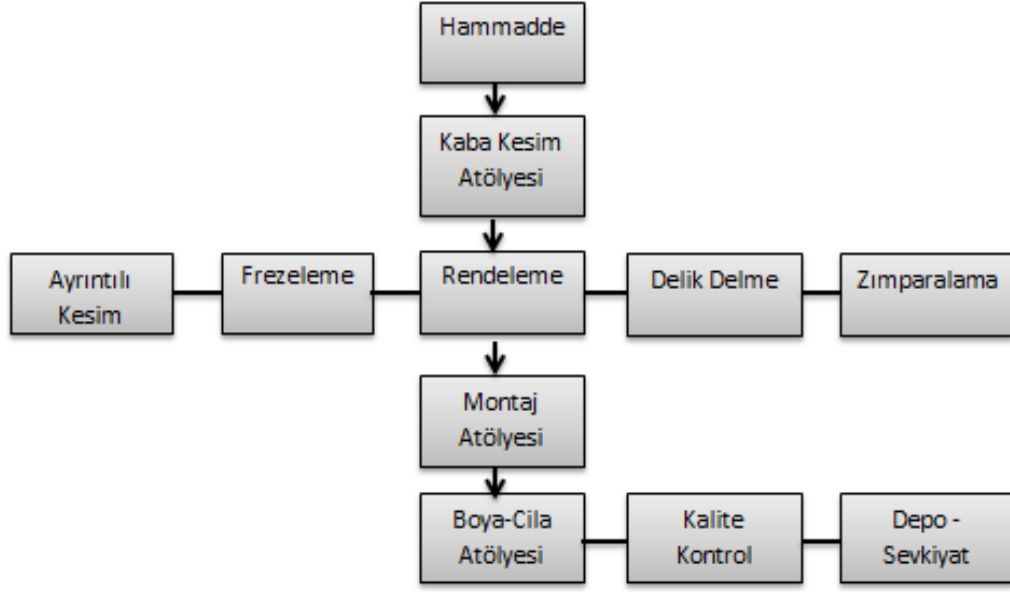 Hammadde
Kaba Kesim
Atölyesi
Ayrıntılı
Kesim
Frezeleme
Rendeleme
Delik Delme
Zımparalama
Montaj
Atölyesi
Boya-Cila
Atölyesi
Kalite
Kontrol
Depo -
Sevkiyat